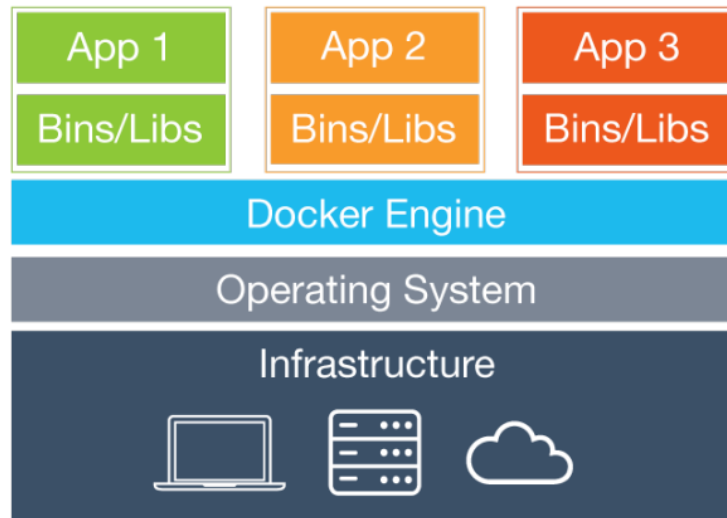 App 1
App 2
App 3
Bins/Libs
Bins/Libs
Bins/Libs
Docker Engine
Operating System
Infrastructure